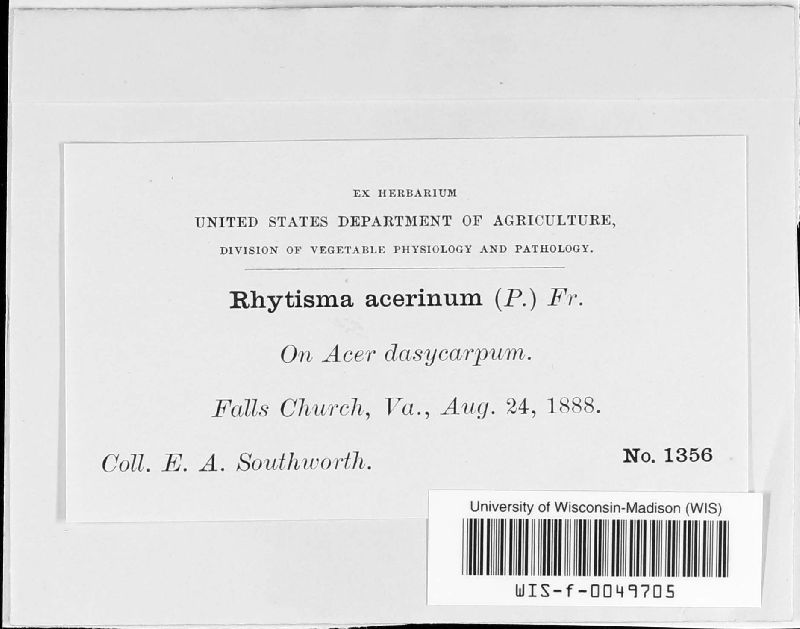 EX HERBARIUM
UNITED STATES DEPARTMENT OF AGRICULTURE,
DIVISION OF VEGETABLE PHYSIOLOGY AND PATHOLOGY.
Rhytisma acerinum (P.) Fr.
On Acer dasycarpum.
Falls Church, Va., Aug. 24, 1888.
Coll. E. A. Southworth.
No. 1356
University of Wisconsin-Madison (WIS)
WIS-f-0049705